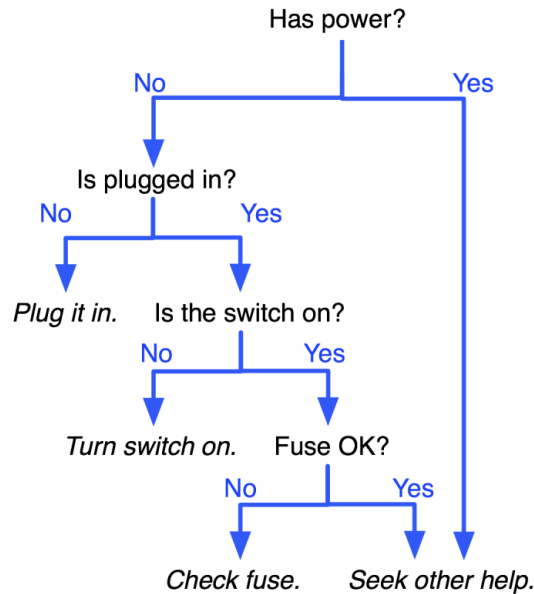 Has power?
No
Yes
Is plugged in?
No
Yes
Plug it in.
Is the switch on?
No
Yes
Turn switch on.
Fuse OK?
No
Yes
Check fuse.
Seek other help.